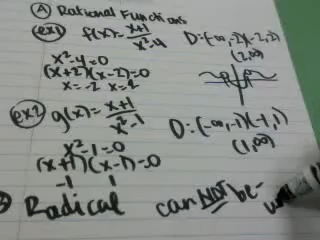 Ⓐ Rational Functions
ex1 f(x)= x+1 / x²-4 D: (-∞, -2)(-2, 2)
(2, ∞)
x²-4=0
(x+2)(x-2)=0
x=-2 x=2
ex2 g(x)= x+1 / x²-1 D: (-∞, -1)(-1, 1)
(1, ∞)
x²-1=0
(x+1)(x-1)=0
-1 1
Radical can NOT be-